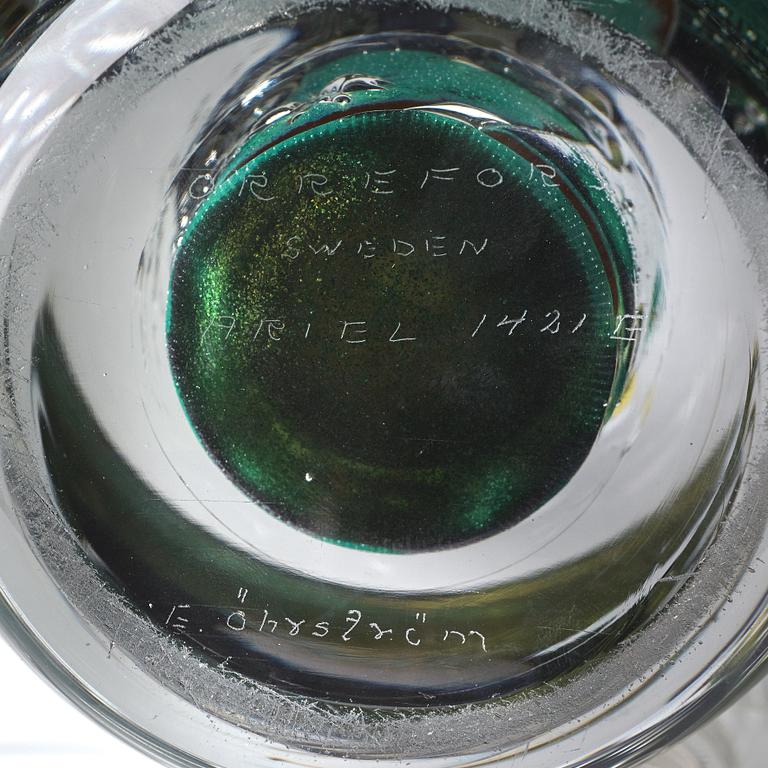 ORREFORS
SWEDEN
ARIEL 1421 E
E. Öhrström